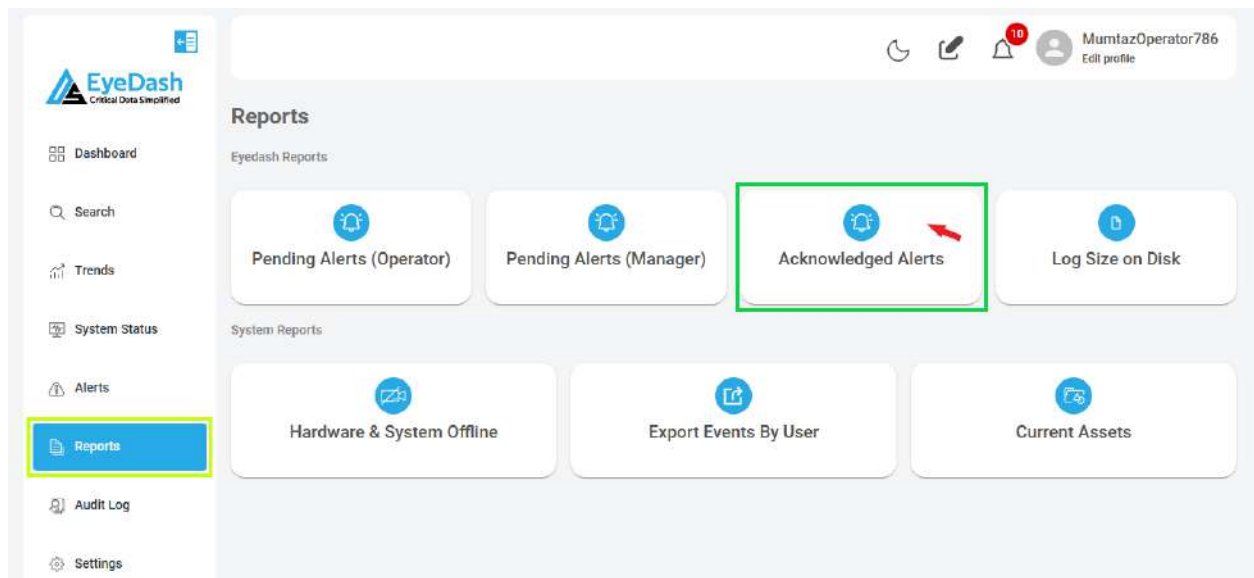 EyeDash
Critical Data Simplified
Dashboard
Search
Trends
System Status
Alerts
Reports
Audit Log
Settings
10
MumtazOperator786
Edit profile
Reports
Eyedash Reports
Pending Alerts (Operator)
Pending Alerts (Manager)
Acknowledged Alerts
Log Size on Disk
System Reports
Hardware & System Offline
Export Events By User
Current Assets